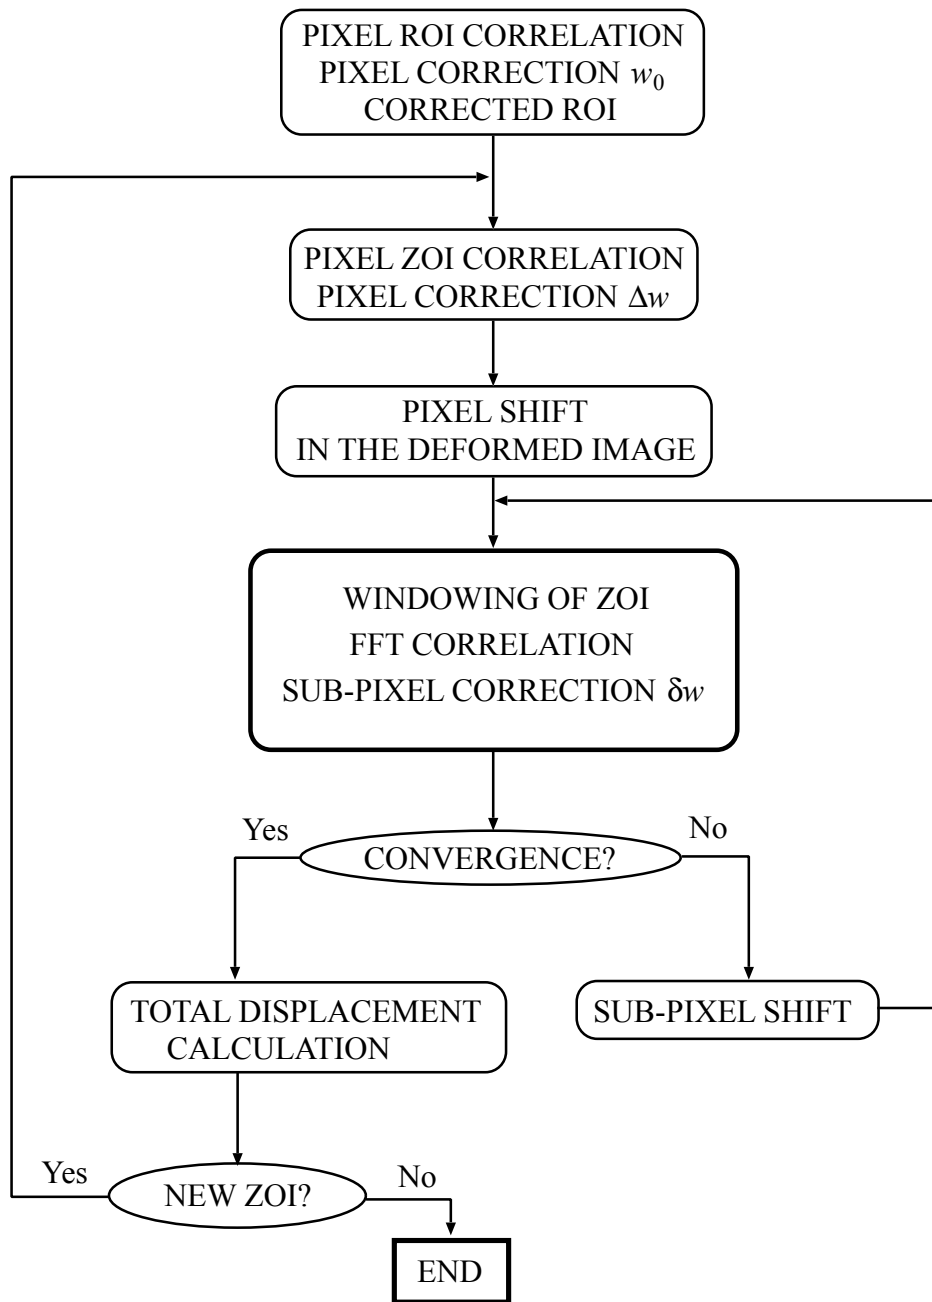 PIXEL ROI CORRELATION
PIXEL CORRECTION w₀
CORRECTED ROI
PIXEL ZOI CORRELATION
PIXEL CORRECTION Δw
PIXEL SHIFT
IN THE DEFORMED IMAGE
WINDOWING OF ZOI
FFT CORRELATION
SUB-PIXEL CORRECTION δw
Yes
No
CONVERGENCE?
TOTAL DISPLACEMENT
CALCULATION
SUB-PIXEL SHIFT
Yes
No
NEW ZOI?
END